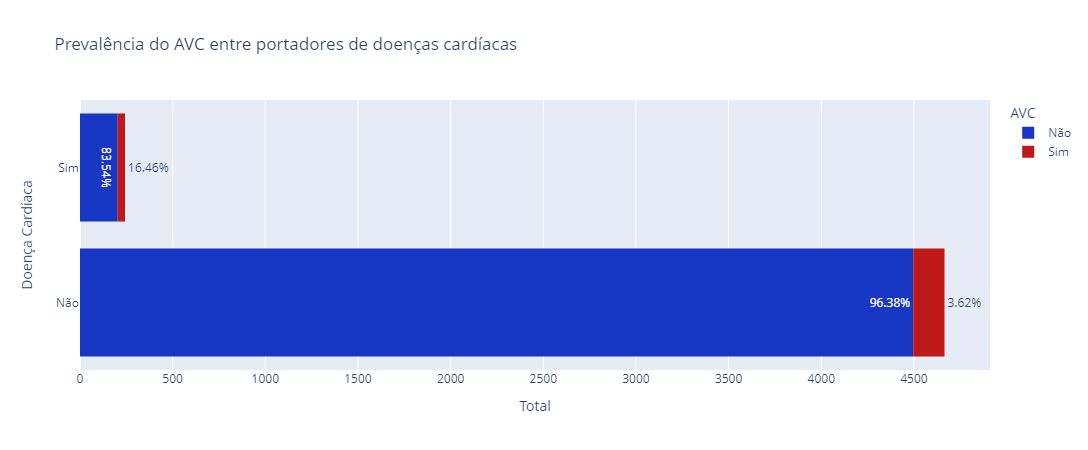 Prevalência do AVC entre portadores de doenças cardíacas
AVC
Não
Sim
Doença Cardíaca
Sim
83.54%
16.46%
Não
96.38%
3.62%
0 500 1000 1500 2000 2500 3000 3500 4000 4500
Total